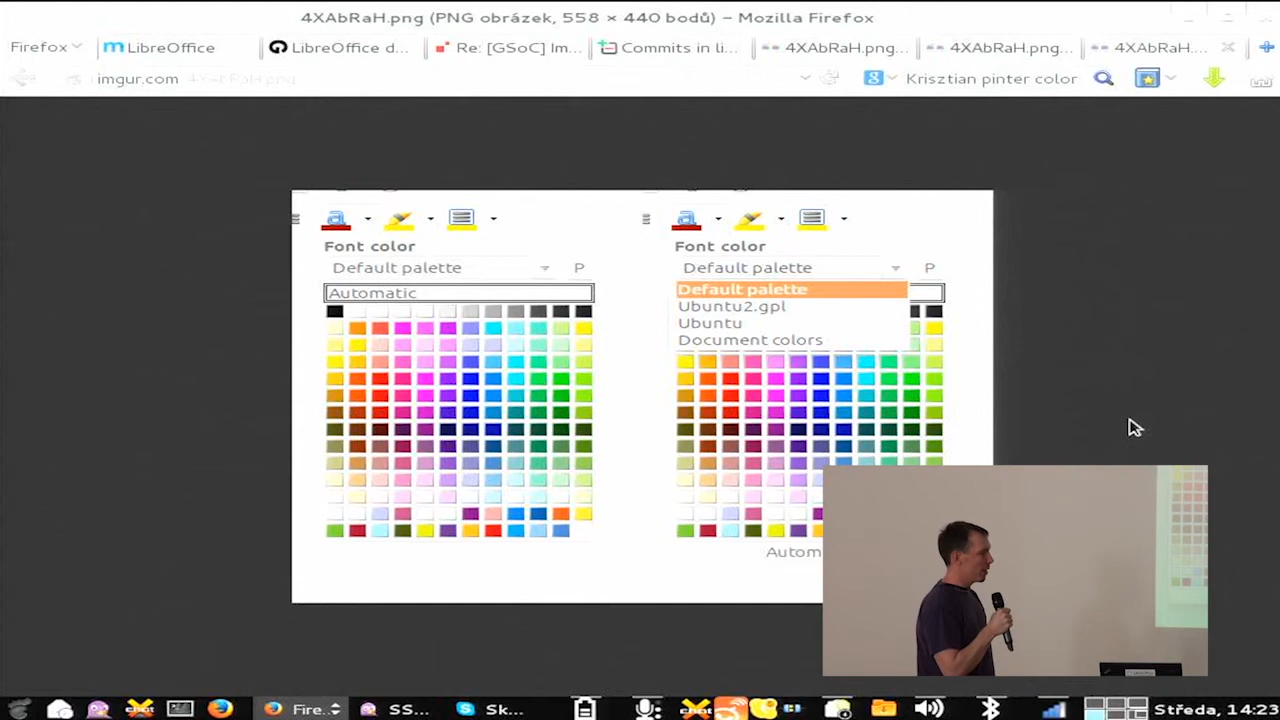 4XAbRaH.png (PNG obrázek, 558 × 440 bodů) – Mozilla Firefox
Firefox LibreOffice LibreOffice d... Re: [GSoC] Im... Commits in li... 4XAbRaH.png... 4XAbRaH.png... 4XAbRaH....
imgur.com 4XAbRaH.png Krisztian pinter color
Font color Font color
Default palette P Default palette P
Automatic Default palette
Ubuntu2.gpl
Ubuntu
Document colors
Autom
Fire... SS... Sk... Středa, 14:23